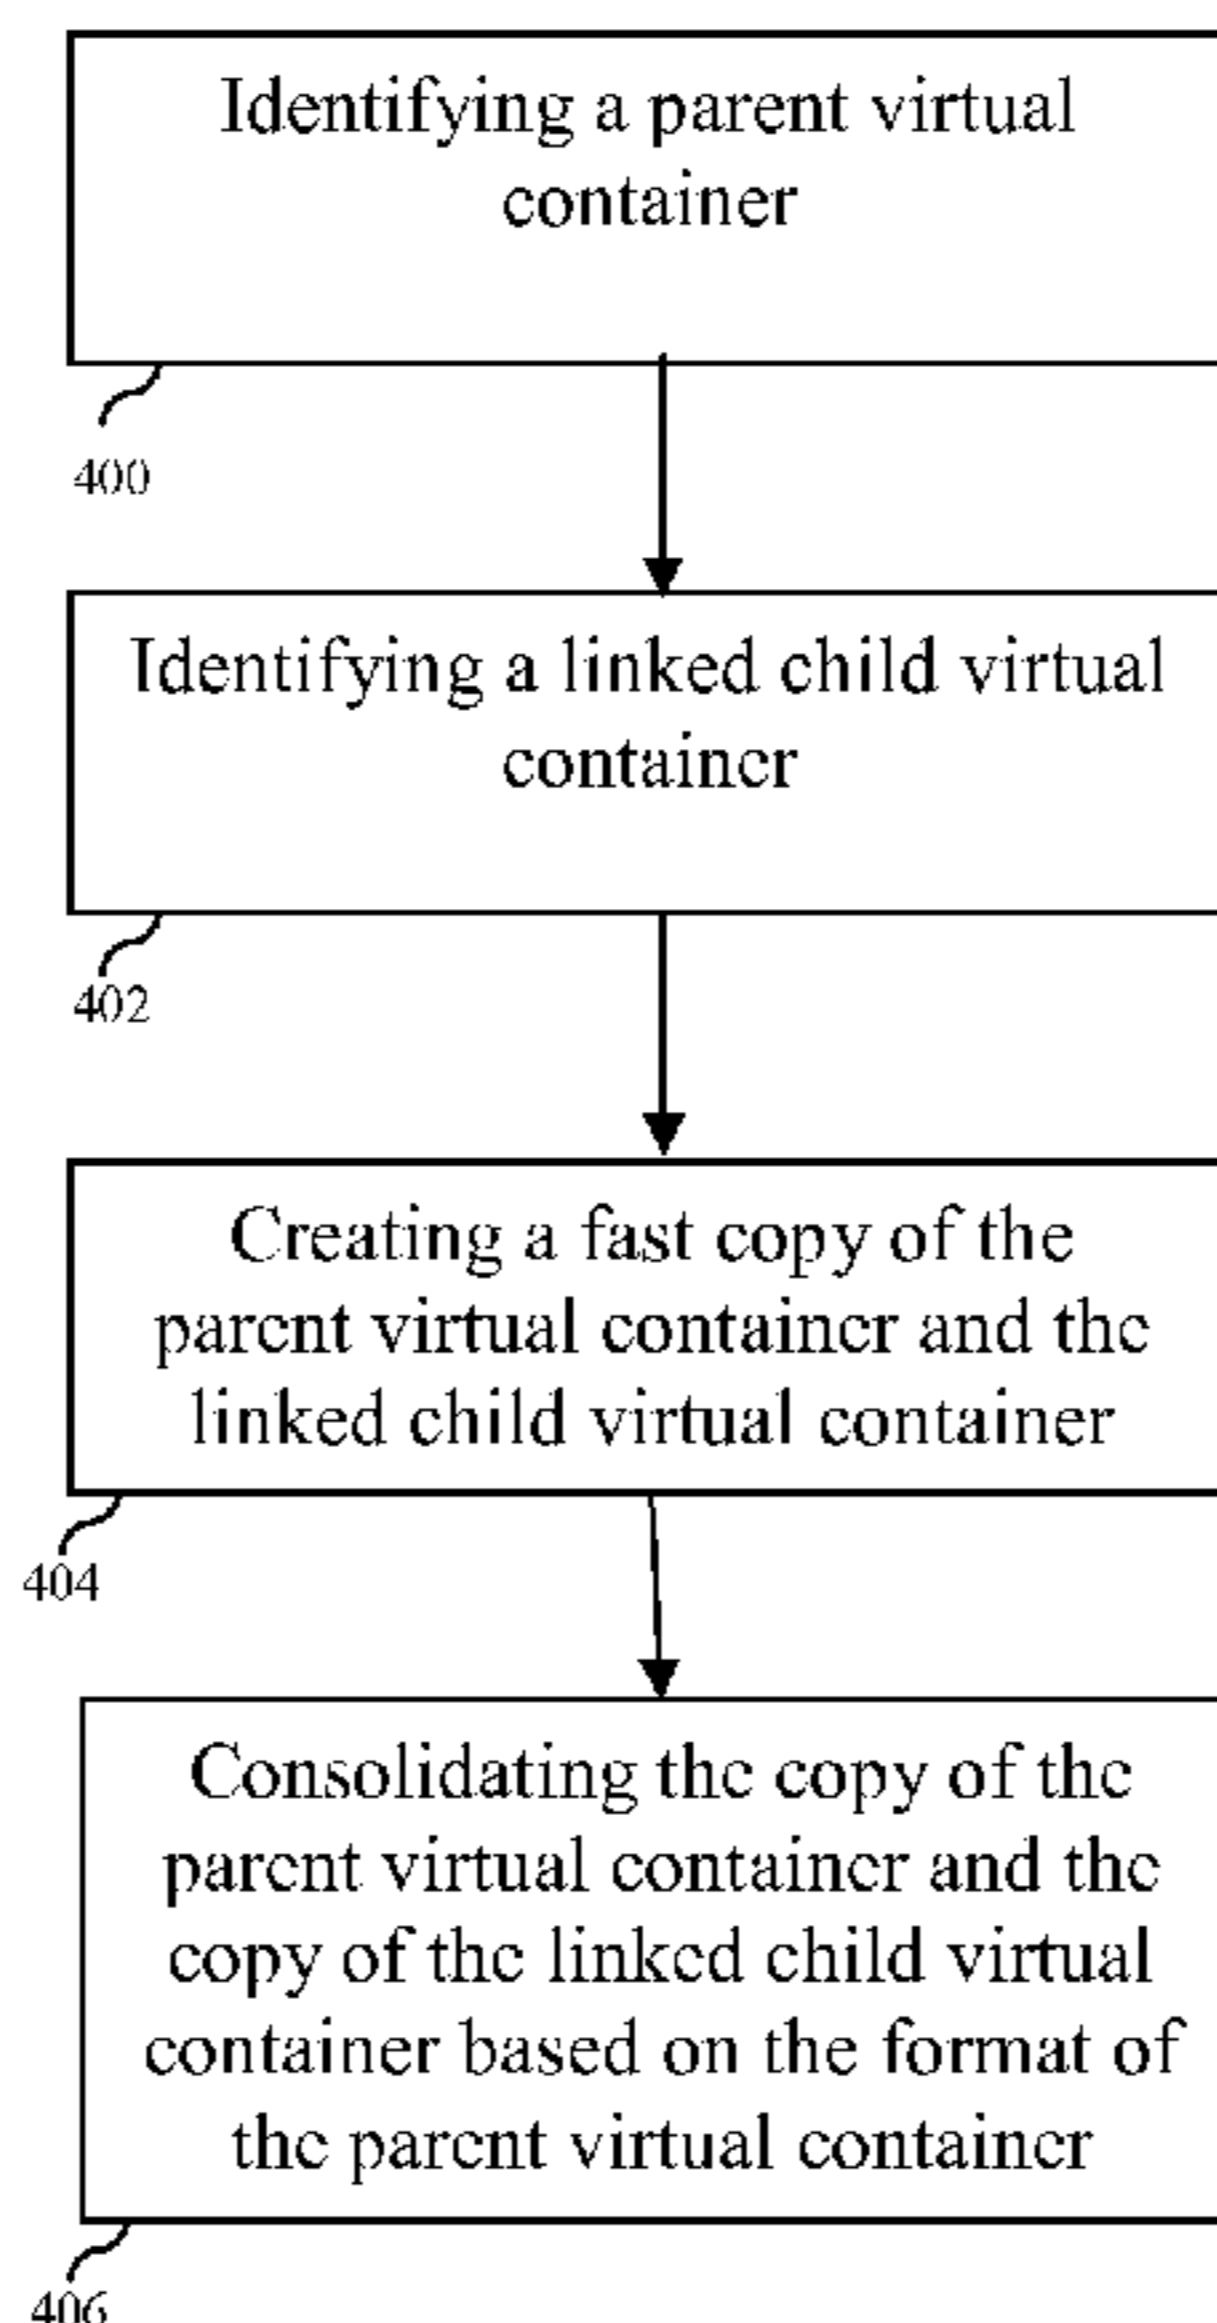 Identifying a parent virtual
container
400
Identifying a linked child virtual
container
402
Creating a fast copy of the
parent virtual container and the
linked child virtual container
404
Consolidating the copy of the
parent virtual container and the
copy of the linked child virtual
container based on the format of
the parent virtual container
406